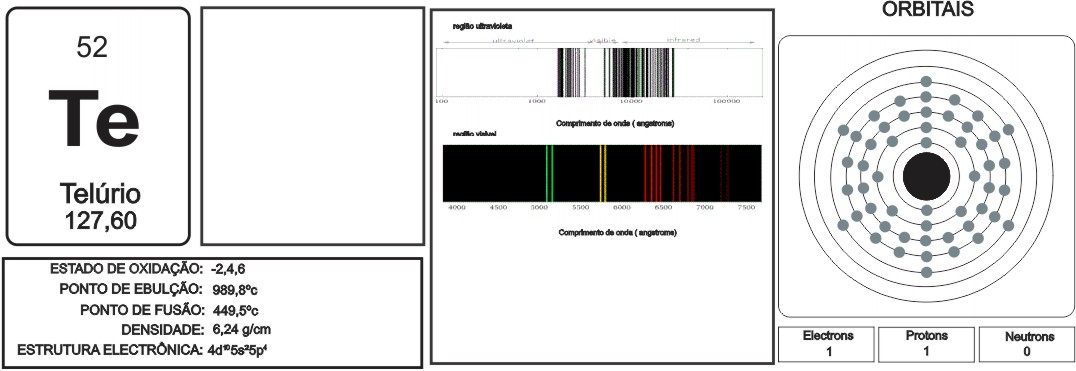 52
Te
Telúrio
127,60
ESTADO DE OXIDAÇÃO: -2,4,6
PONTO DE EBULÇÃO: 989,8ºc
PONTO DE FUSÃO: 449,5ºc
DENSIDADE: 6,24 g/cm
ESTRUTURA ELECTRÔNICA: 4d¹⁰5s²5p⁴
região ultravioleta
ultraviolet visible infrared
100 1000 10000 100000
Comprimento de onda ( angstroms)
região visível
4000 4500 5000 5500 6000 6500 7000 7500
Comprimento de onda ( angstroms)
ORBITAIS
Electrons
1
Protons
1
Neutrons
0